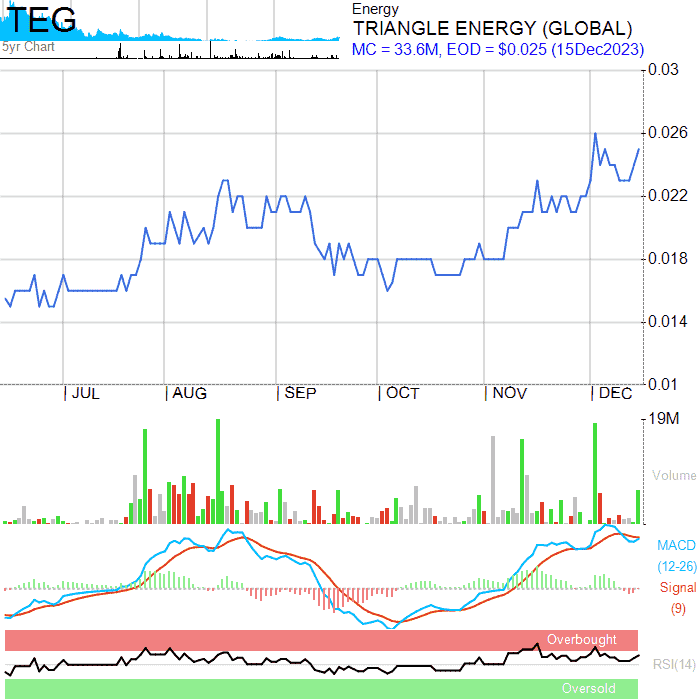 TEG
5yr Chart
Energy
TRIANGLE ENERGY (GLOBAL)
MC = 33.6M, EOD = $0.025 (15Dec2023)
0.03
0.026
0.022
0.018
0.014
0.01
JUL AUG SEP OCT NOV DEC
19M
Volume
MACD
(12-26)
Signal
(9)
Overbought
RSI(14)
Oversold